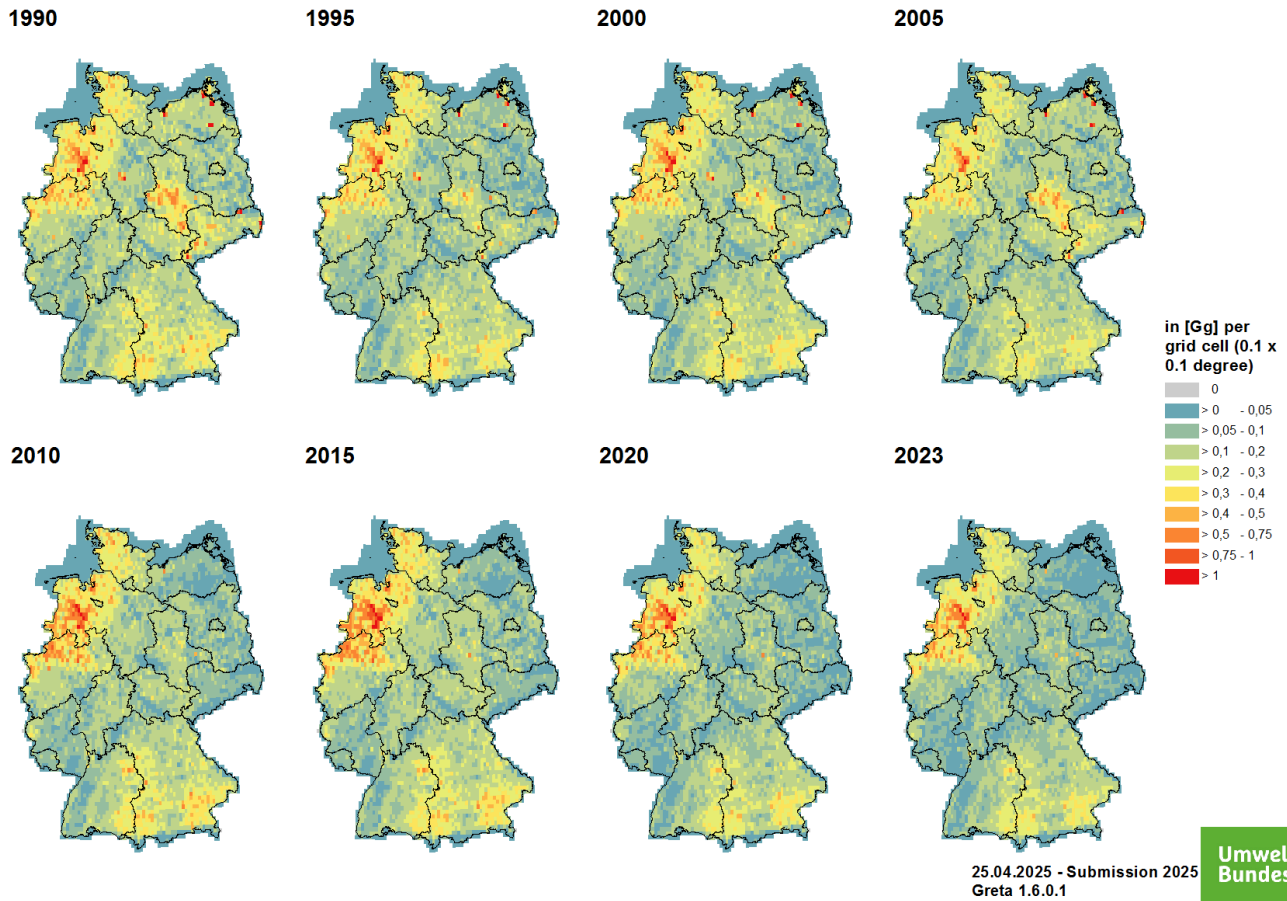 1990
1995
2000
2005
2010
2015
2020
2023
in [Gg] per
grid cell (0.1 x
0.1 degree)
0
> 0 - 0,05
> 0,05 - 0,1
> 0,1 - 0,2
> 0,2 - 0,3
> 0,3 - 0,4
> 0,4 - 0,5
> 0,5 - 0,75
> 0,75 - 1
> 1
25.04.2025 - Submission 2025
Greta 1.6.0.1
Umwel
Bundes